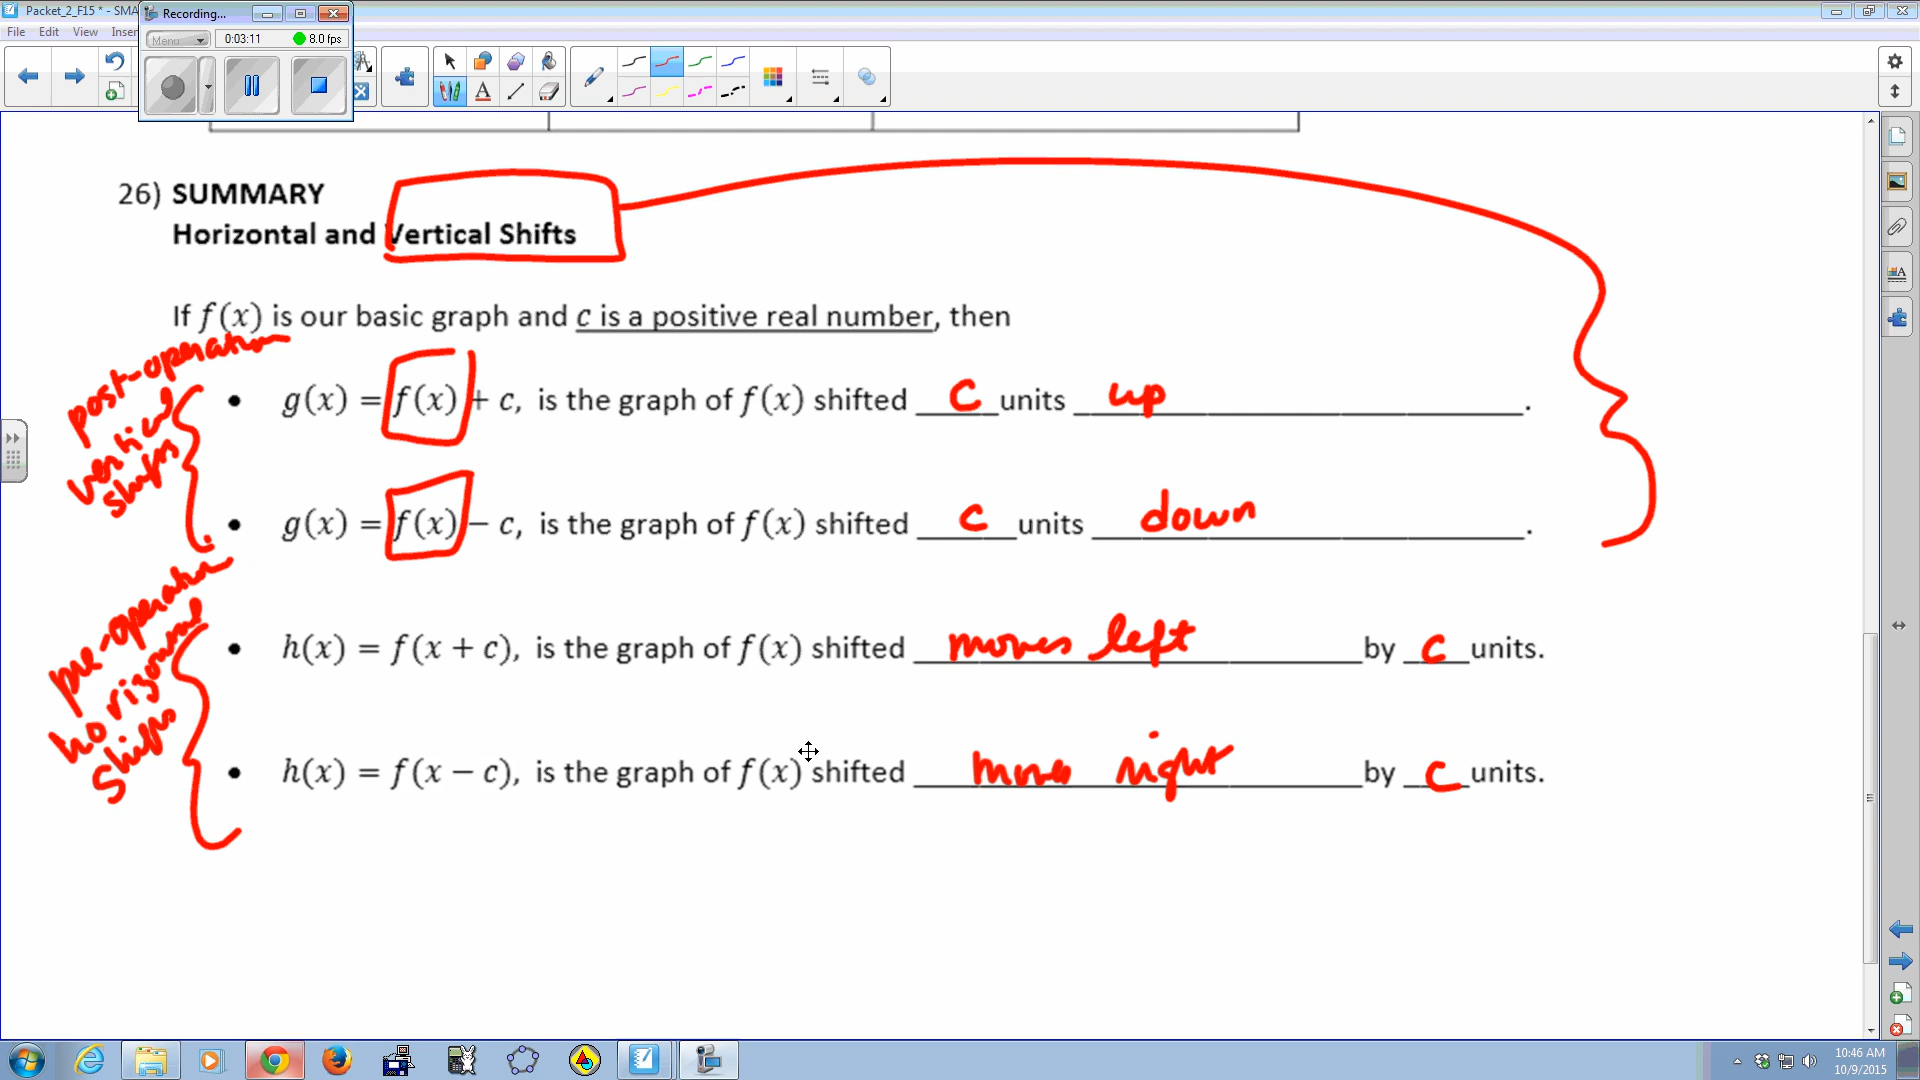 Packet_2_F15 * - SMA
Recording...
File Edit View Inser
Menu 0:03:11 8.0 fps
26) SUMMARY
Horizontal and Vertical Shifts
If f(x) is our basic graph and c is a positive real number, then
post-operation
vertical
shifts
• g(x) = f(x) + c, is the graph of f(x) shifted c units up.
• g(x) = f(x) − c, is the graph of f(x) shifted c units down.
pre-operation
horizontal
shifts
• h(x) = f(x + c), is the graph of f(x) shifted moves left by c units.
• h(x) = f(x − c), is the graph of f(x) shifted moves right by c units.
10:46 AM
10/9/2015